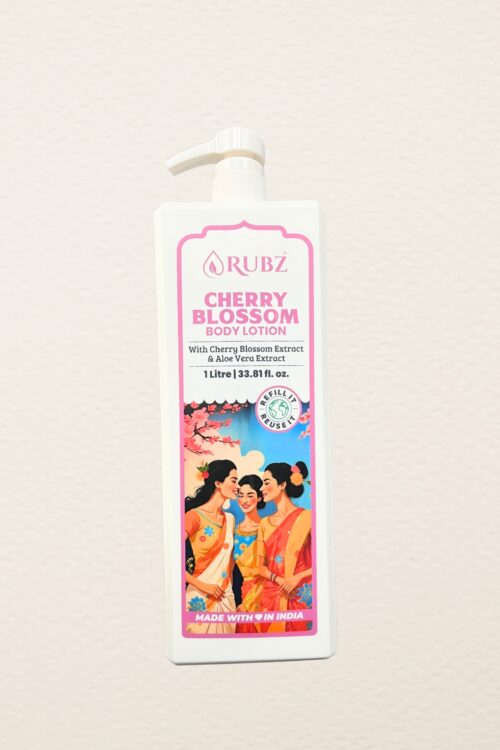 RUBZ
CHERRY
BLOSSOM
BODY LOTION
With Cherry Blossom Extract
& Aloe Vera Extract
1 Litre | 33.81 fl. oz.
REFILL IT
REUSE IT
MADE WITH ♥ IN INDIA